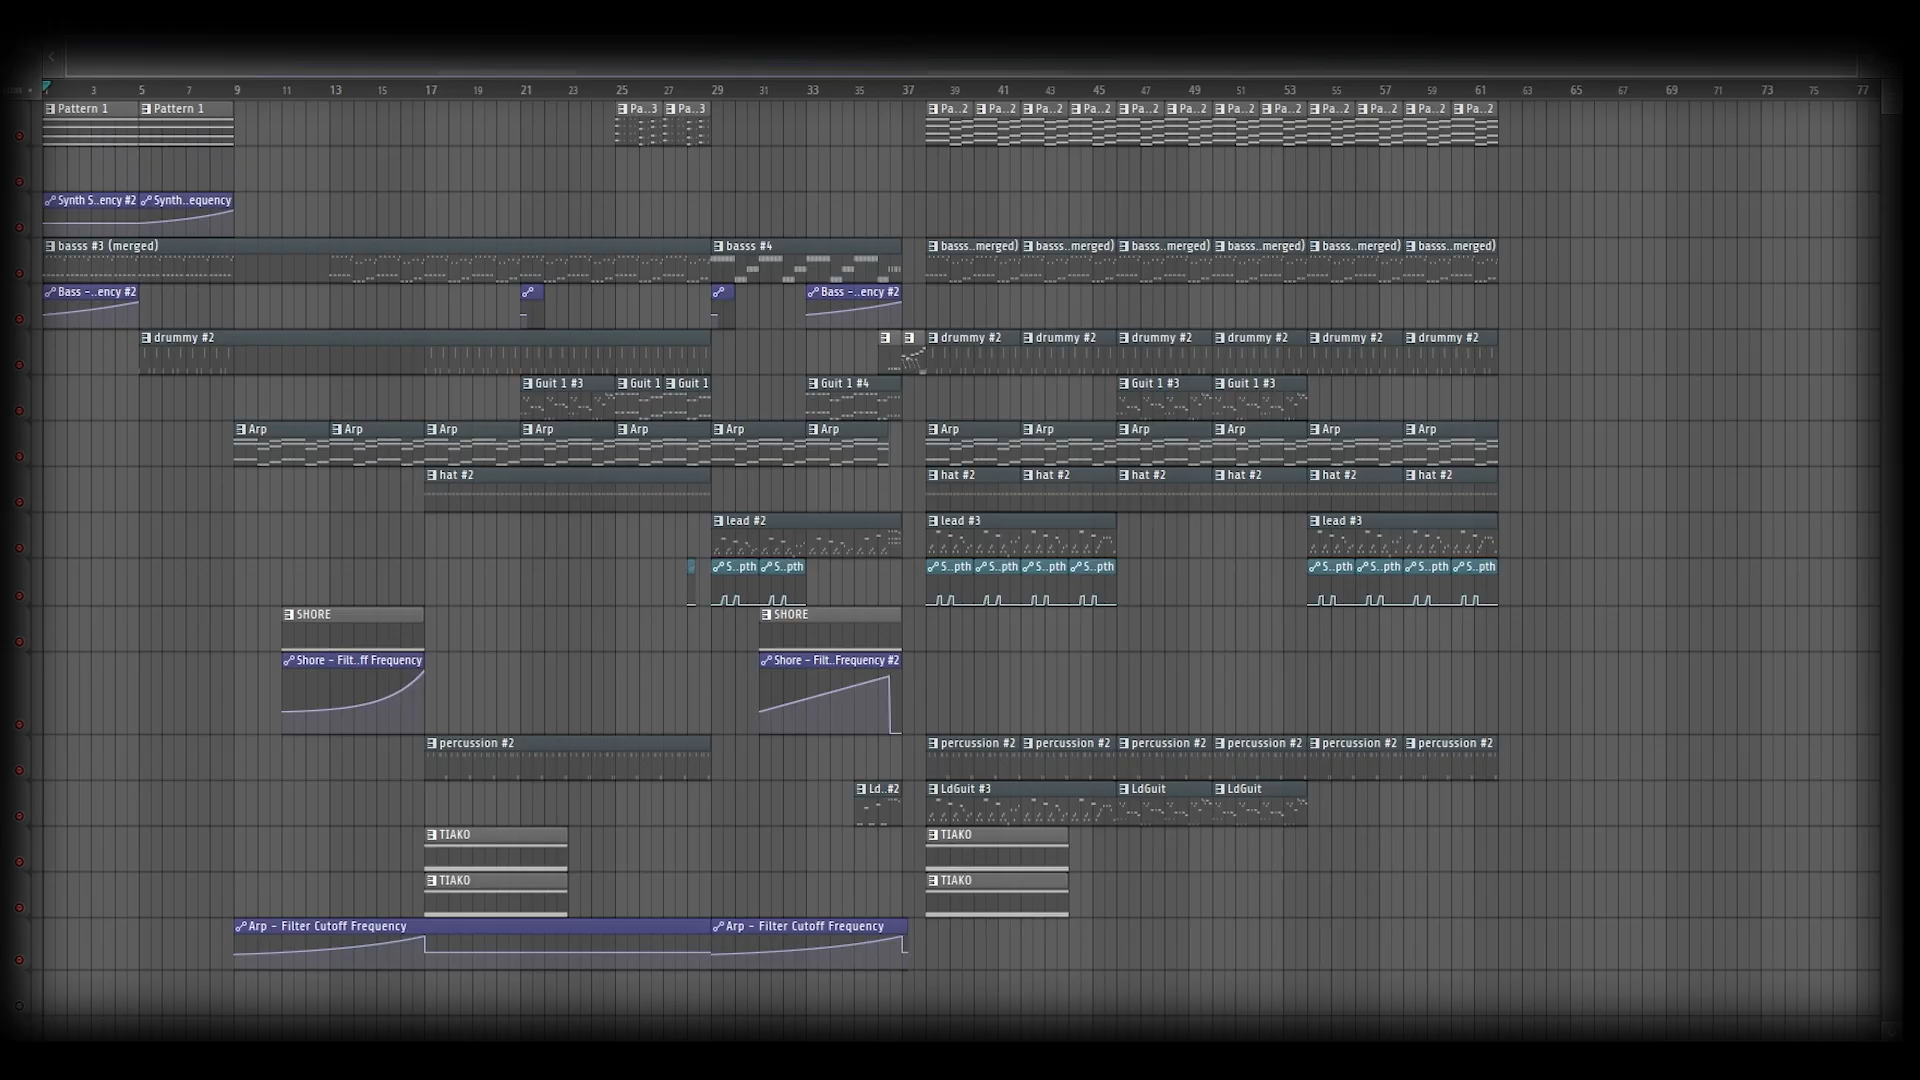 1 3 5 7 9 11 13 15 17 19 21 23 25 27 29 31 33 35 37 39 41 43 45 47 49 51 53 55 57 59 61 63 65 67 69 71 73 75 77
Pattern 1 Pattern 1 Pa..3 Pa..3 Pa..2 Pa..2 Pa..2 Pa..2 Pa..2 Pa..2 Pa..2 Pa..2 Pa..2 Pa..2 Pa..2 Pa..2
Synth S..ency #2 Synth..equency
basss #3 (merged) basss #4 basss..merged) basss..merged) basss..merged) basss..merged) basss..merged) basss..merged)
Bass -..ency #2 Bass -..ency #2
drummy #2 drummy #2 drummy #2 drummy #2 drummy #2 drummy #2 drummy #2
Guit 1 #3 Guit 1 Guit 1 Guit 1 #4 Guit 1 #3 Guit 1 #3
Arp Arp Arp Arp Arp Arp Arp Arp Arp Arp Arp Arp Arp
hat #2 hat #2 hat #2 hat #2 hat #2 hat #2 hat #2
lead #2 lead #3 lead #3
S..pth S..pth S..pth S..pth S..pth S..pth S..pth S..pth S..pth S..pth
SHORE SHORE
Shore - Filt..ff Frequency Shore - Filt..Frequency #2
percussion #2 percussion #2 percussion #2 percussion #2 percussion #2 percussion #2 percussion #2
Ld..#2 LdGuit #3 LdGuit LdGuit
TIAKO TIAKO
TIAKO TIAKO
Arp - Filter Cutoff Frequency Arp - Filter Cutoff Frequency